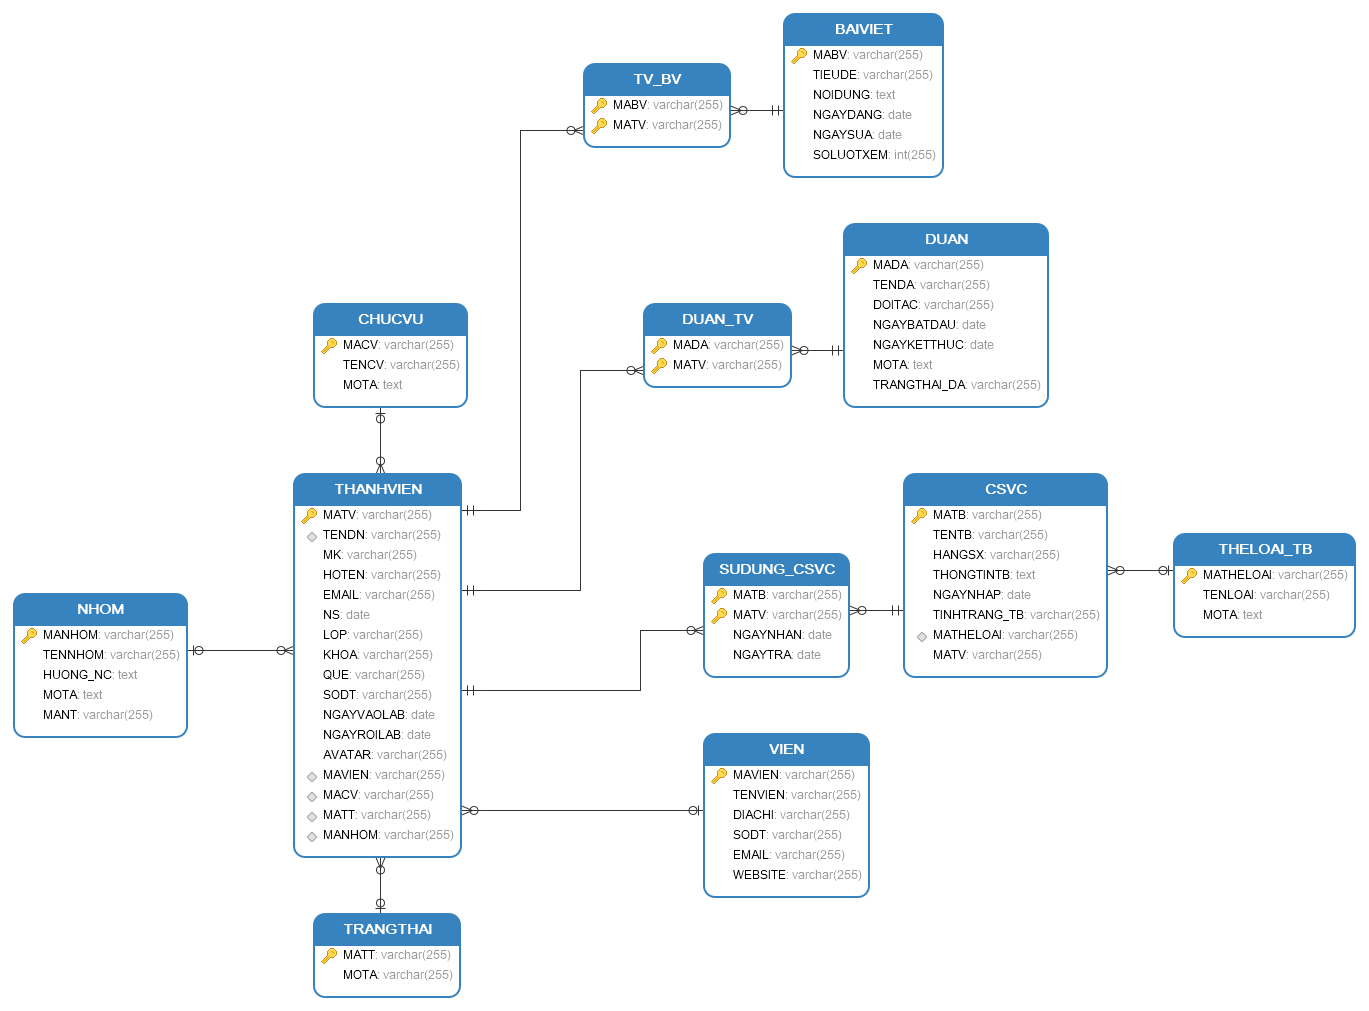 BAIVIET
MABV: varchar(255)
TIEUDE: varchar(255)
NOIDUNG: text
NGAYDANG: date
NGAYSUA: date
SOLUOTXEM: int(255)
TV_BV
MABV: varchar(255)
MATV: varchar(255)
DUAN
MADA: varchar(255)
TENDA: varchar(255)
DOITAC: varchar(255)
NGAYBATDAU: date
NGAYKETTHUC: date
MOTA: text
TRANGTHAI_DA: varchar(255)
CHUCVU
MACV: varchar(255)
TENCV: varchar(255)
MOTA: text
DUAN_TV
MADA: varchar(255)
MATV: varchar(255)
THANHVIEN
MATV: varchar(255)
TENDN: varchar(255)
MK: varchar(255)
HOTEN: varchar(255)
EMAIL: varchar(255)
NS: date
LOP: varchar(255)
KHOA: varchar(255)
QUE: varchar(255)
SODT: varchar(255)
NGAYVAOLAB: date
NGAYROILAB: date
AVATAR: varchar(255)
MAVIEN: varchar(255)
MACV: varchar(255)
MATT: varchar(255)
MANHOM: varchar(255)
CSVC
MATB: varchar(255)
TENTB: varchar(255)
HANGSX: varchar(255)
THONGTINTB: text
NGAYNHAP: date
TINHTRANG_TB: varchar(255)
MATHELOAI: varchar(255)
MATV: varchar(255)
THELOAI_TB
MATHELOAI: varchar(255)
TENLOAI: varchar(255)
MOTA: text
SUDUNG_CSVC
MATB: varchar(255)
MATV: varchar(255)
NGAYNHAN: date
NGAYTRA: date
NHOM
MANHOM: varchar(255)
TENNHOM: varchar(255)
HUONG_NC: text
MOTA: text
MANT: varchar(255)
VIEN
MAVIEN: varchar(255)
TENVIEN: varchar(255)
DIACHI: varchar(255)
SODT: varchar(255)
EMAIL: varchar(255)
WEBSITE: varchar(255)
TRANGTHAI
MATT: varchar(255)
MOTA: varchar(255)